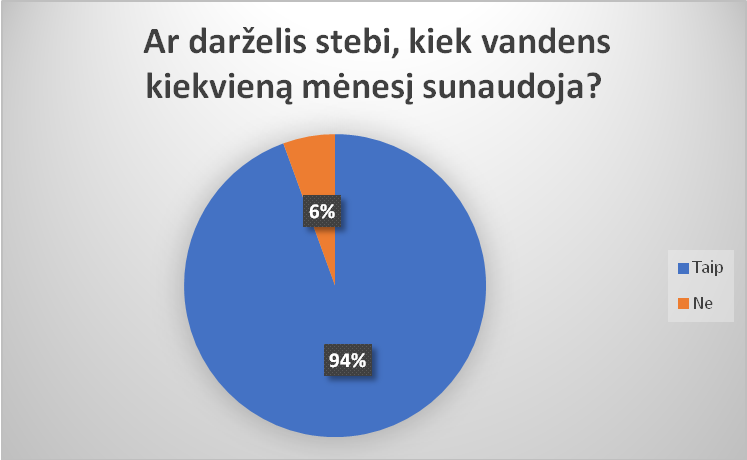 Ar darželis stebi, kiek vandens
kiekvieną mėnesį sunaudoja?
6%
94%
Taip
Ne